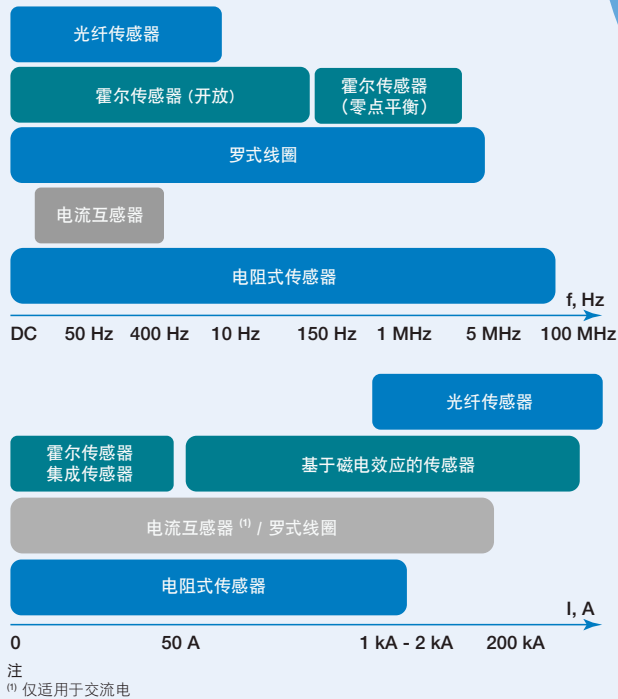 光纤传感器
霍尔传感器 (开放)
霍尔传感器
（零点平衡）
罗式线圈
电流互感器
电阻式传感器
f, Hz
DC 50 Hz 400 Hz 10 Hz 150 Hz 1 MHz 5 MHz 100 MHz
光纤传感器
霍尔传感器
集成传感器
基于磁电效应的传感器
电流互感器 (1) / 罗式线圈
电阻式传感器
I, A
0 50 A 1 kA - 2 kA 200 kA
注
(1) 仅适用于交流电